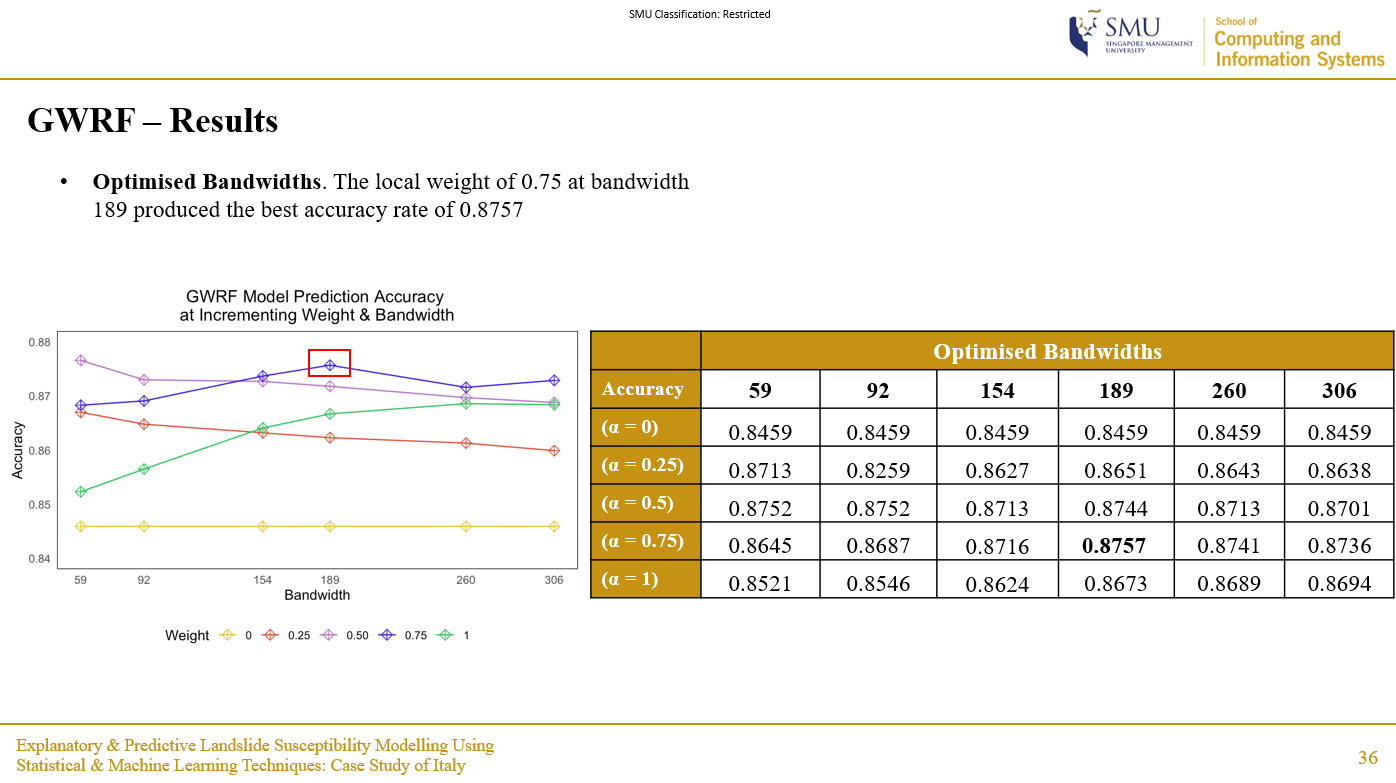 SMU Classification: Restricted
SMU
SINGAPORE MANAGEMENT
UNIVERSITY
School of
Computing and
Information Systems
GWRF – Results
• Optimised Bandwidths. The local weight of 0.75 at bandwidth
189 produced the best accuracy rate of 0.8757
GWRF Model Prediction Accuracy
at Incrementing Weight & Bandwidth
Accuracy
0.88
0.87
0.86
0.85
0.84
59 92 154 189 260 306
Bandwidth
Weight 0 0.25 0.50 0.75 1
Optimised Bandwidths
Accuracy 59 92 154 189 260 306
(α = 0) 0.8459 0.8459 0.8459 0.8459 0.8459 0.8459
(α = 0.25) 0.8713 0.8259 0.8627 0.8651 0.8643 0.8638
(α = 0.5) 0.8752 0.8752 0.8713 0.8744 0.8713 0.8701
(α = 0.75) 0.8645 0.8687 0.8716 0.8757 0.8741 0.8736
(α = 1) 0.8521 0.8546 0.8624 0.8673 0.8689 0.8694
Explanatory & Predictive Landslide Susceptibility Modelling Using
Statistical & Machine Learning Techniques: Case Study of Italy
36